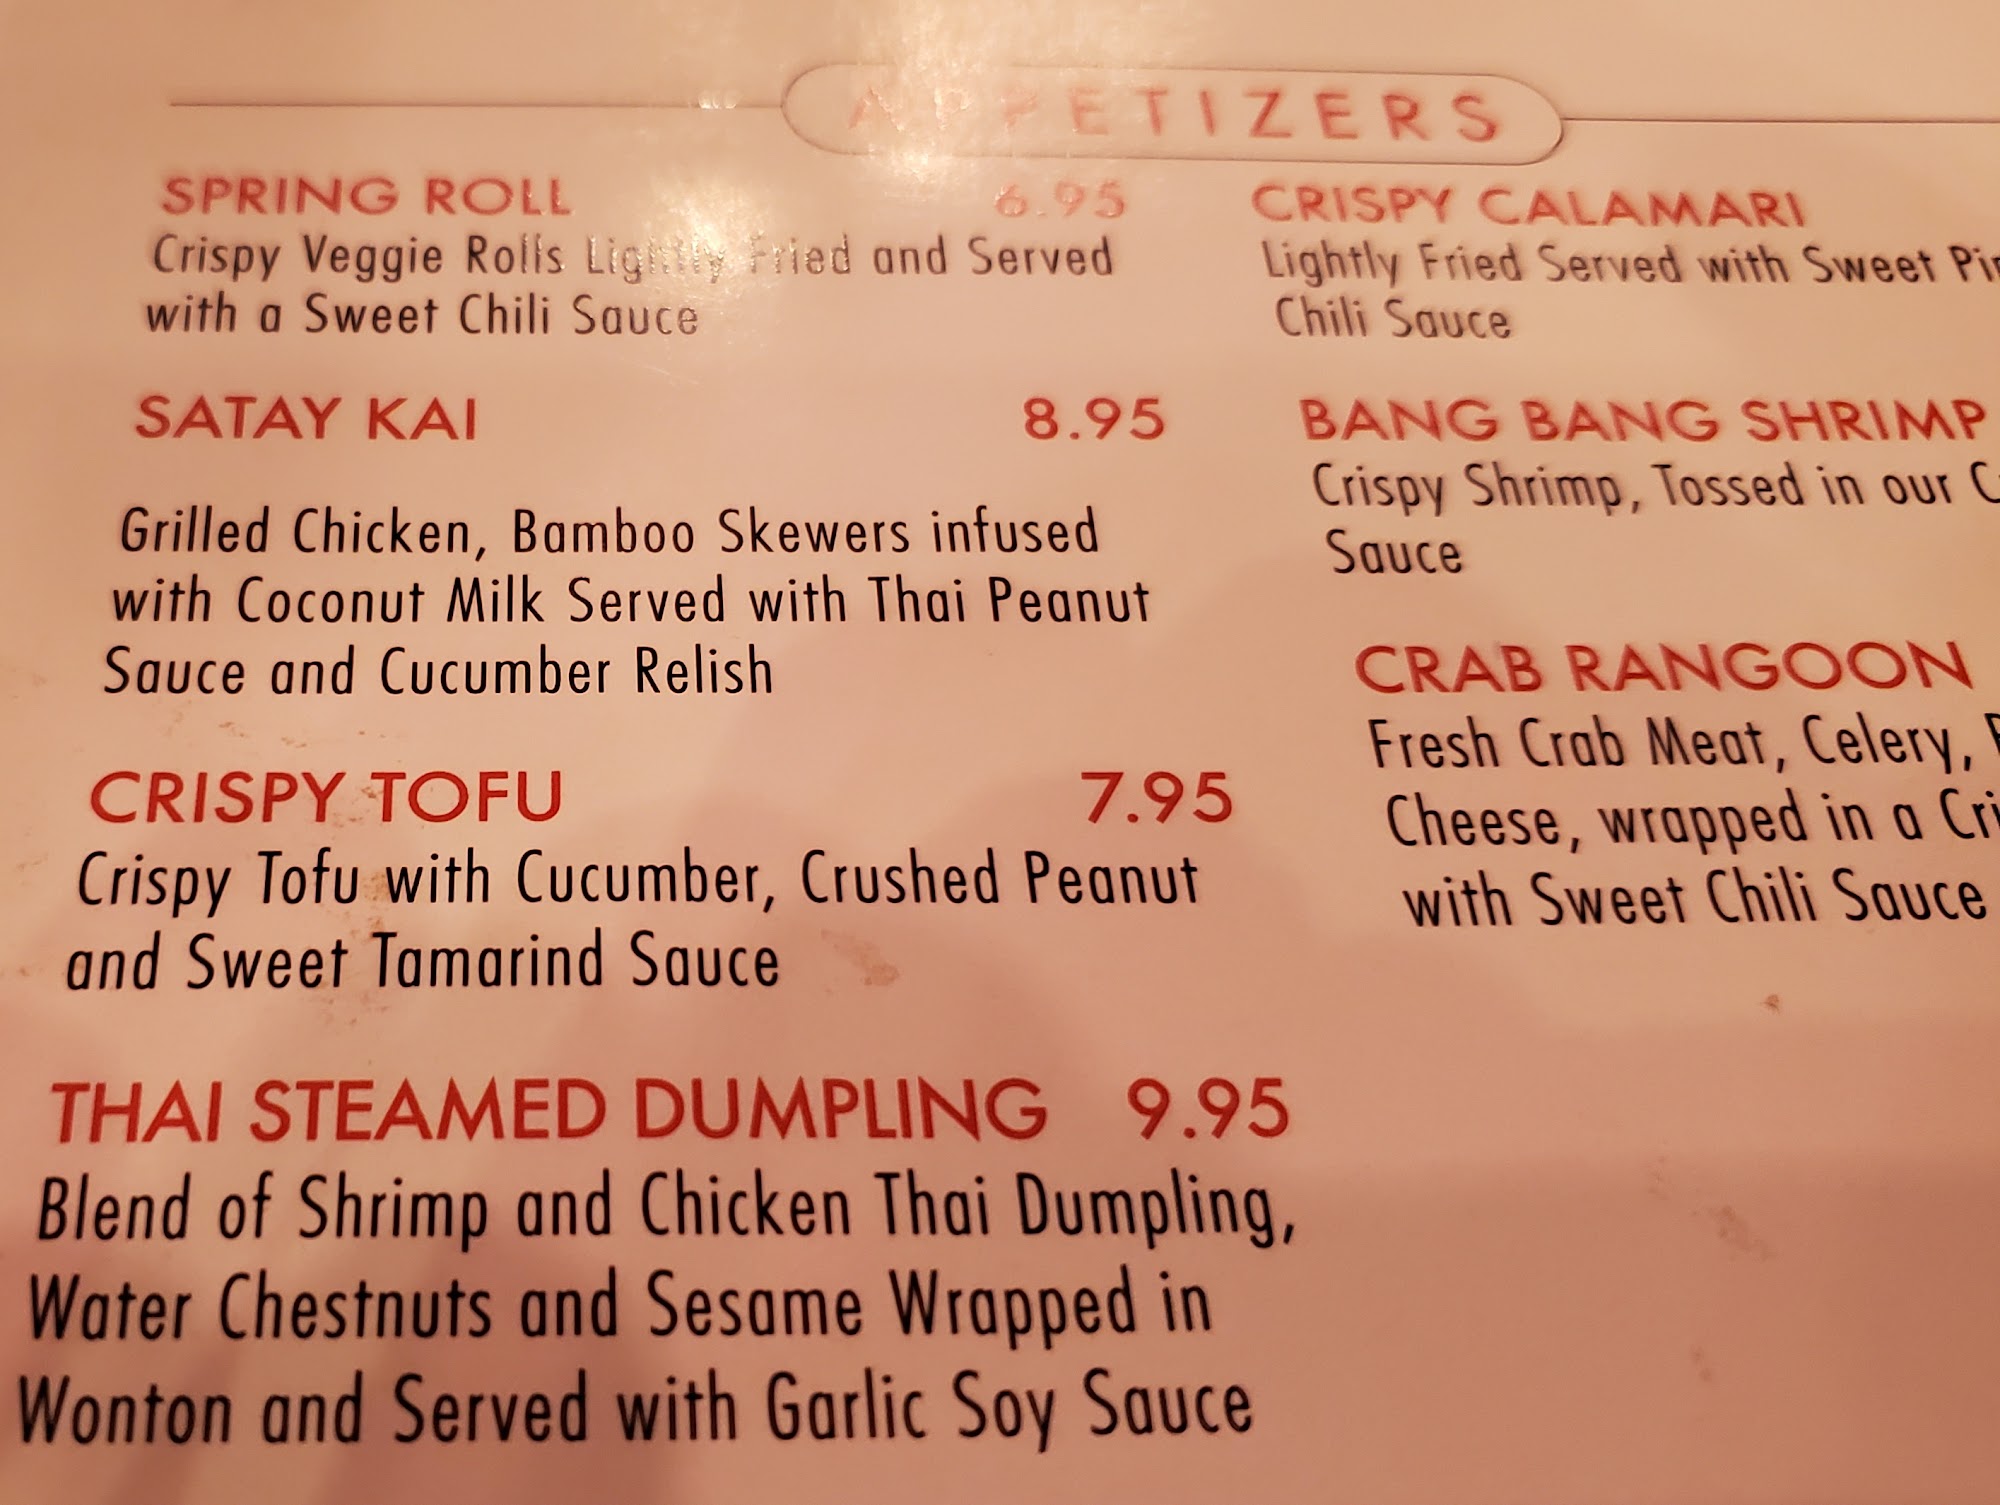 APPETIZERS
SPRING ROLL 6.95
Crispy Veggie Rolls Lightly Fried and Served
with a Sweet Chili Sauce
SATAY KAI 8.95
Grilled Chicken, Bamboo Skewers infused
with Coconut Milk Served with Thai Peanut
Sauce and Cucumber Relish
CRISPY TOFU 7.95
Crispy Tofu with Cucumber, Crushed Peanut
and Sweet Tamarind Sauce
THAI STEAMED DUMPLING 9.95
Blend of Shrimp and Chicken Thai Dumpling,
Water Chestnuts and Sesame Wrapped in
Wonton and Served with Garlic Soy Sauce
CRISPY CALAMARI
Lightly Fried Served with Sweet
Chili Sauce
BANG BANG SHRIMP
Crispy Shrimp, Tossed in our
Sauce
CRAB RANGOON
Fresh Crab Meat, Celery,
Cheese, wrapped in a
with Sweet Chili Sauce